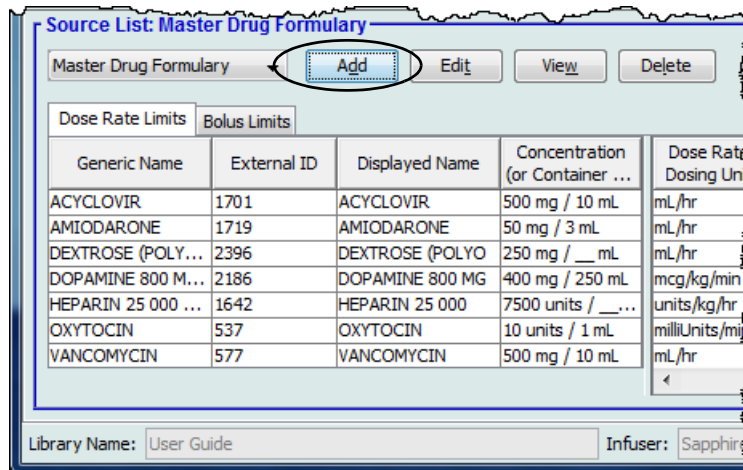 Source List: Master Drug Formulary
Master Drug Formulary Add Edit View Delete
Dose Rate Limits Bolus Limits
Generic Name External ID Displayed Name Concentration (or Container ... Dose Rate Dosing Uni
ACYCLOVIR 1701 ACYCLOVIR 500 mg / 10 mL mL/hr
AMIODARONE 1719 AMIODARONE 50 mg / 3 mL mL/hr
DEXTROSE (POLY... 2396 DEXTROSE (POLYO 250 mg / __ mL mL/hr
DOPAMINE 800 M... 2186 DOPAMINE 800 MG 400 mg / 250 mL mcg/kg/min
HEPARIN 25 000 ... 1642 HEPARIN 25 000 7500 units / __... units/kg/hr
OXYTOCIN 537 OXYTOCIN 10 units / 1 mL milliUnits/mi
VANCOMYCIN 577 VANCOMYCIN 500 mg / 10 mL mL/hr
Library Name: User Guide Infuser: Sapphire